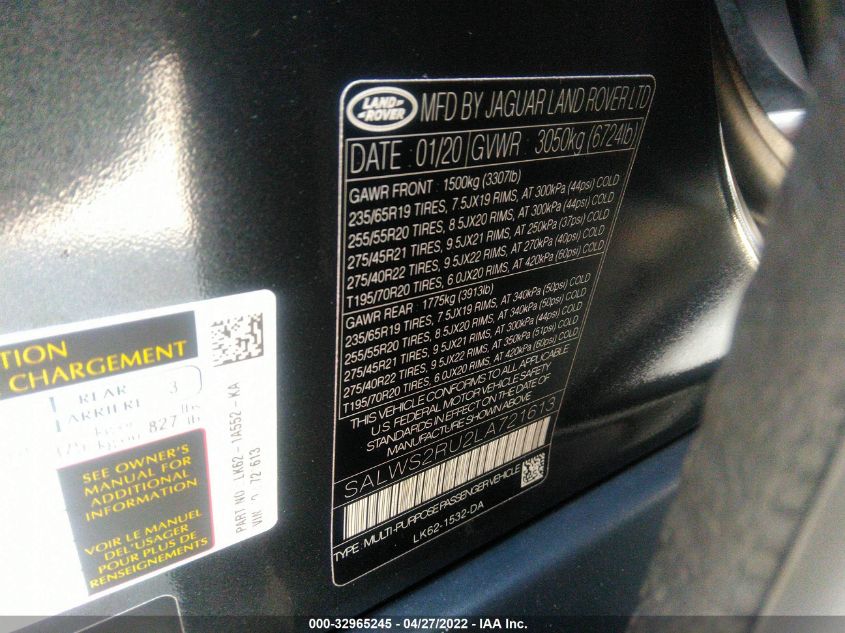 LAND
ROVER
MFD BY JAGUAR LAND ROVER LTD
DATE : 01/20 GVWR : 3050kg (6724lb)
GAWR FRONT : 1500kg (3307lb)
235/65R19 TIRES, 7.5JX19 RIMS, AT 300kPa (44psi) COLD
255/55R20 TIRES, 8.5JX20 RIMS, AT 300kPa (44psi) COLD
275/45R21 TIRES, 9.5JX21 RIMS, AT 250kPa (37psi) COLD
275/40R22 TIRES, 9.5JX22 RIMS, AT 270kPa (40psi) COLD
T195/70R20 TIRES, 6.0JX20 RIMS, AT 420kPa (60psi) COLD
GAWR REAR : 1775kg (3913lb)
235/65R19 TIRES, 7.5JX19 RIMS, AT 340kPa (50psi) COLD
255/55R20 TIRES, 8.5JX20 RIMS, AT 340kPa (50psi) COLD
275/45R21 TIRES, 9.5JX21 RIMS, AT 300kPa (44psi) COLD
275/40R22 TIRES, 9.5JX22 RIMS, AT 350kPa (51psi) COLD
T195/70R20 TIRES, 6.0JX20 RIMS, AT 420kPa (60psi) COLD
THIS VEHICLE CONFORMS TO ALL APPLICABLE
U.S. FEDERAL MOTOR VEHICLE SAFETY
STANDARDS IN EFFECT ON THE DATE OF
MANUFACTURE SHOWN ABOVE
SALWS2RU2LA721613
TYPE : MULTI-PURPOSE PASSENGER VEHICLE
LK62-1532-DA
TION
CHARGEMENT
REAR 3
ARRIERE
827 lb
SEE OWNER'S
MANUAL FOR
ADDITIONAL
INFORMATION
VOIR LE MANUEL
DEL'USAGER
POUR PLUS DE
RENSEIGNEMENTS
PART NO LK62-1A552-KA
VIN 72 613
000-32965245 - 04/27/2022 - IAA Inc.